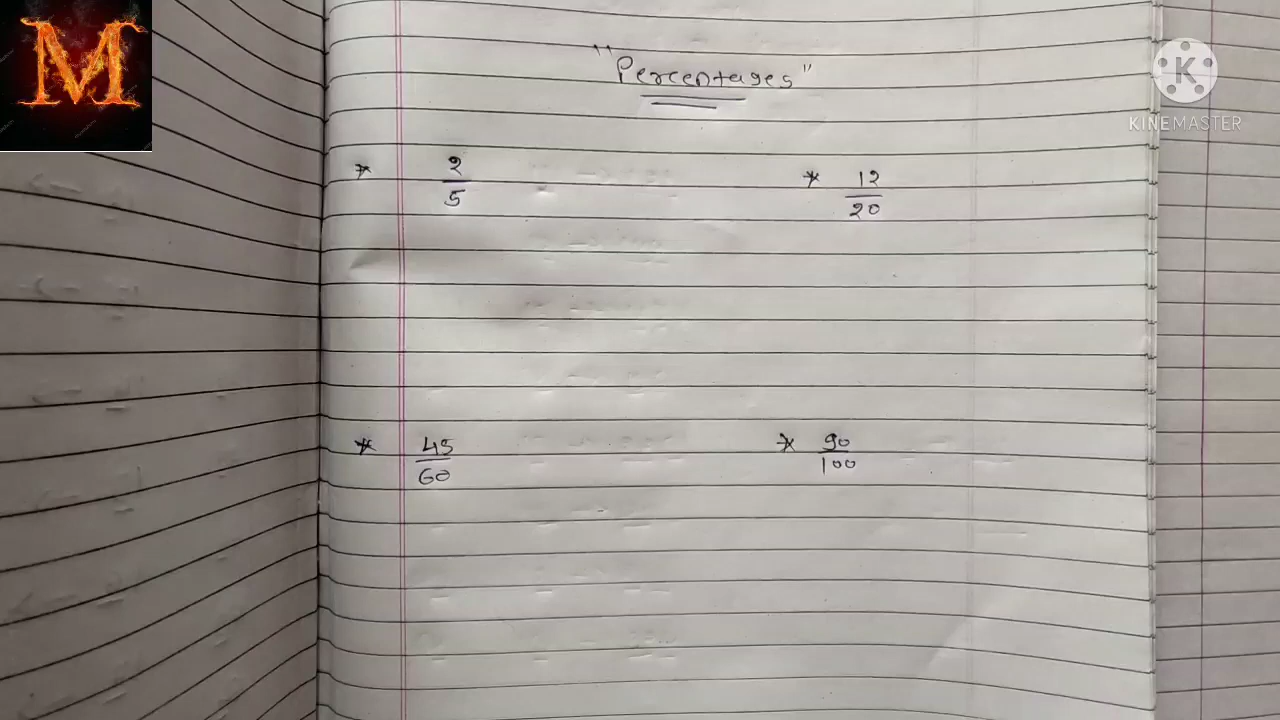 M
K
KINEMASTER
"Percentages"
* 2/5
* 12/20
* 45/60
* 90/100